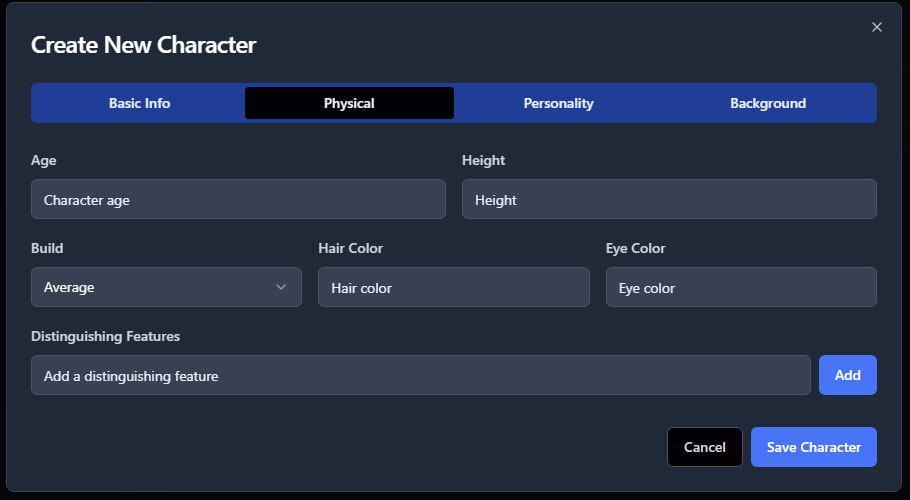 Create New Character
Basic Info Physical Personality Background
Age Height
Character age Height
Build Hair Color Eye Color
Average Hair color Eye color
Distinguishing Features
Add a distinguishing feature Add
Cancel Save Character